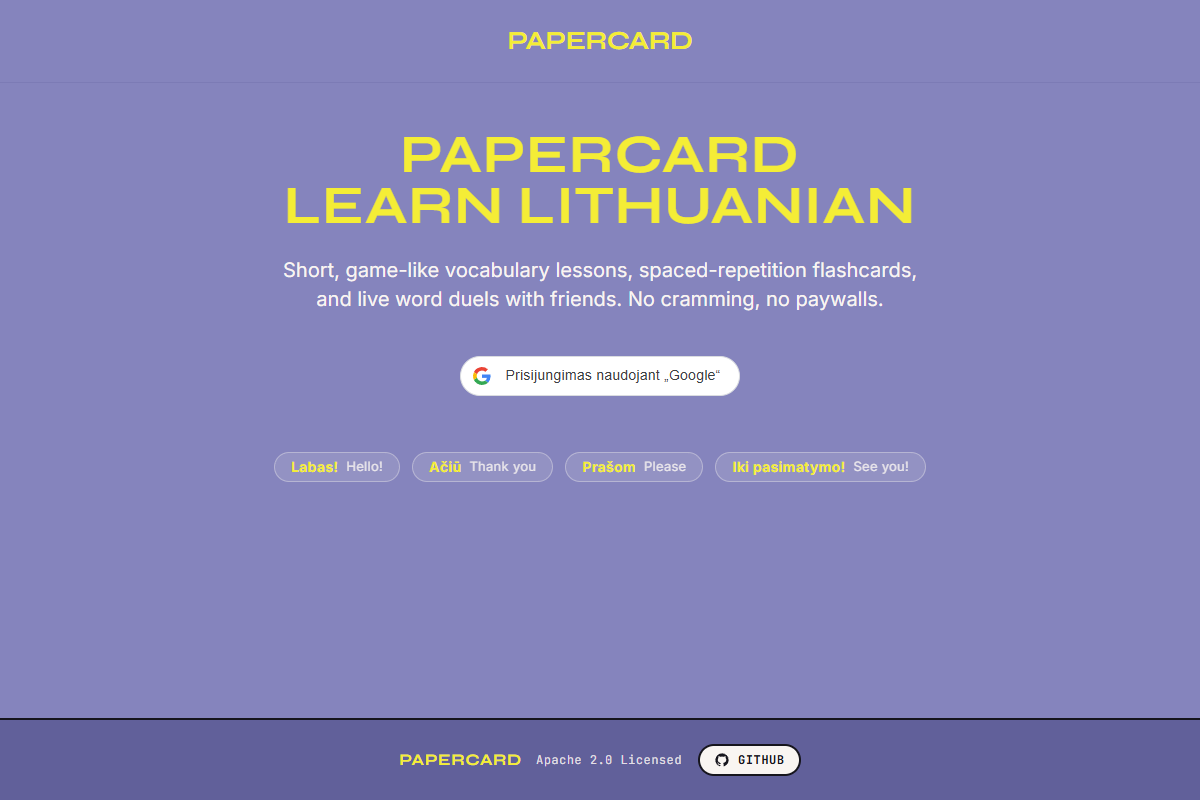 PAPERCARD
PAPERCARD
LEARN LITHUANIAN
Short, game-like vocabulary lessons, spaced-repetition flashcards,
and live word duels with friends. No cramming, no paywalls.
Prisijungimas naudojant „Google“
Labas! Hello! Ačiū Thank you Prašom Please Iki pasimatymo! See you!
PAPERCARD Apache 2.0 Licensed GITHUB